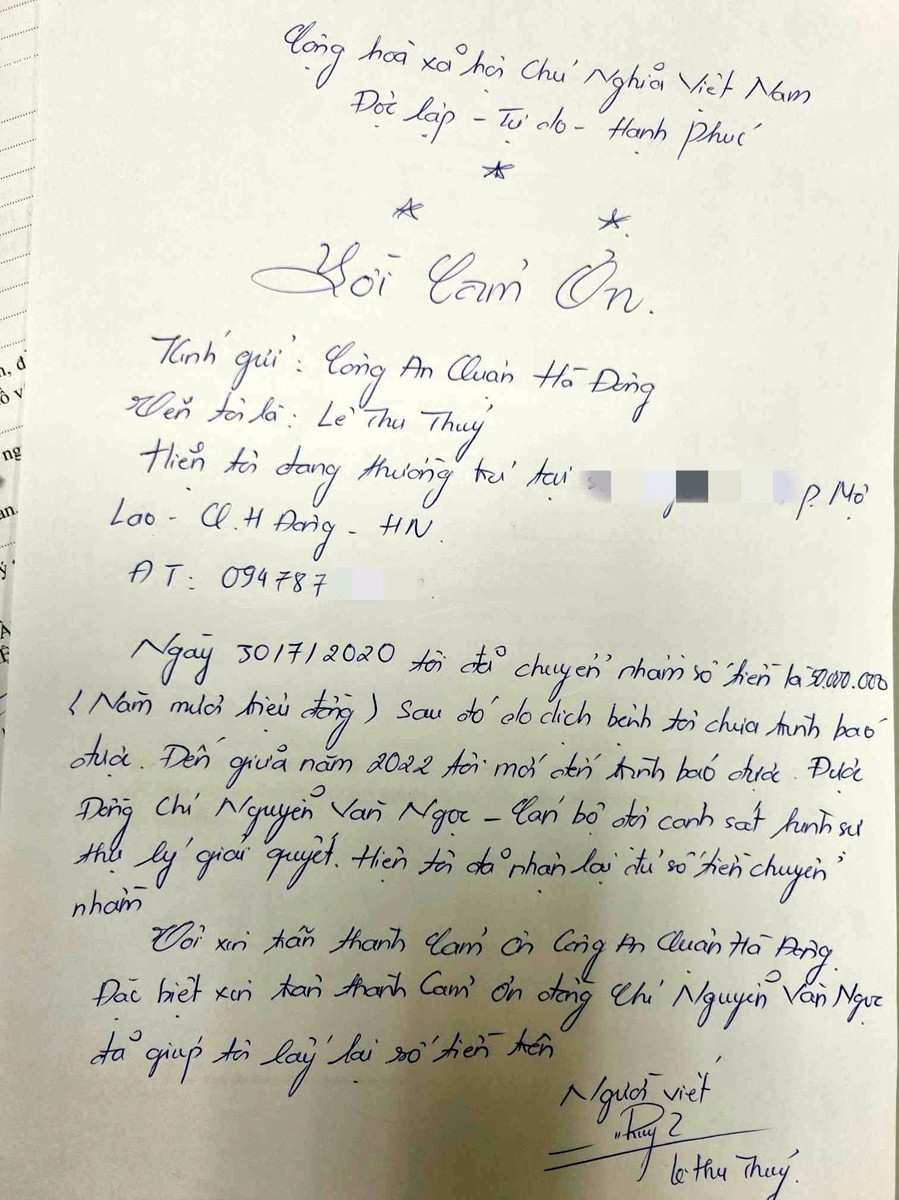 Cộng hoà xã hội Chủ Nghĩa Việt Nam
Độc lập - Tự do - Hạnh Phúc
Lời Cảm Ơn.
Kính gửi: Công An Quận Hà Đông
Tên tôi là: Lê Thu Thuỷ
Hiện tôi đang thường trú tại P. Mộ
Lao - Q. H Đông - HN.
ĐT: 094787
Ngày 30/7/2020 tôi đã chuyển nhầm số tiền là 50.000.000
(Năm mươi triệu đồng) sau đó do dịch bệnh tôi chưa trình báo
được. Đến giữa năm 2022 tôi mới đến trình báo được. Được
Đồng Chí Nguyễn Văn Ngọc - Cán bộ đội cảnh sát hình sự
thụ lý giải quyết. Hiện tôi đã nhận lại đủ số tiền chuyển
nhầm
Tôi xin chân thành Cảm ơn Công An Quận Hà Đông.
Đặc biệt xin chân thành Cảm ơn đồng Chí Nguyễn Văn Ngọc
đã giúp tôi lấy lại số tiền trên
Người viết
Thuỷ
Lê Thu Thuỷ